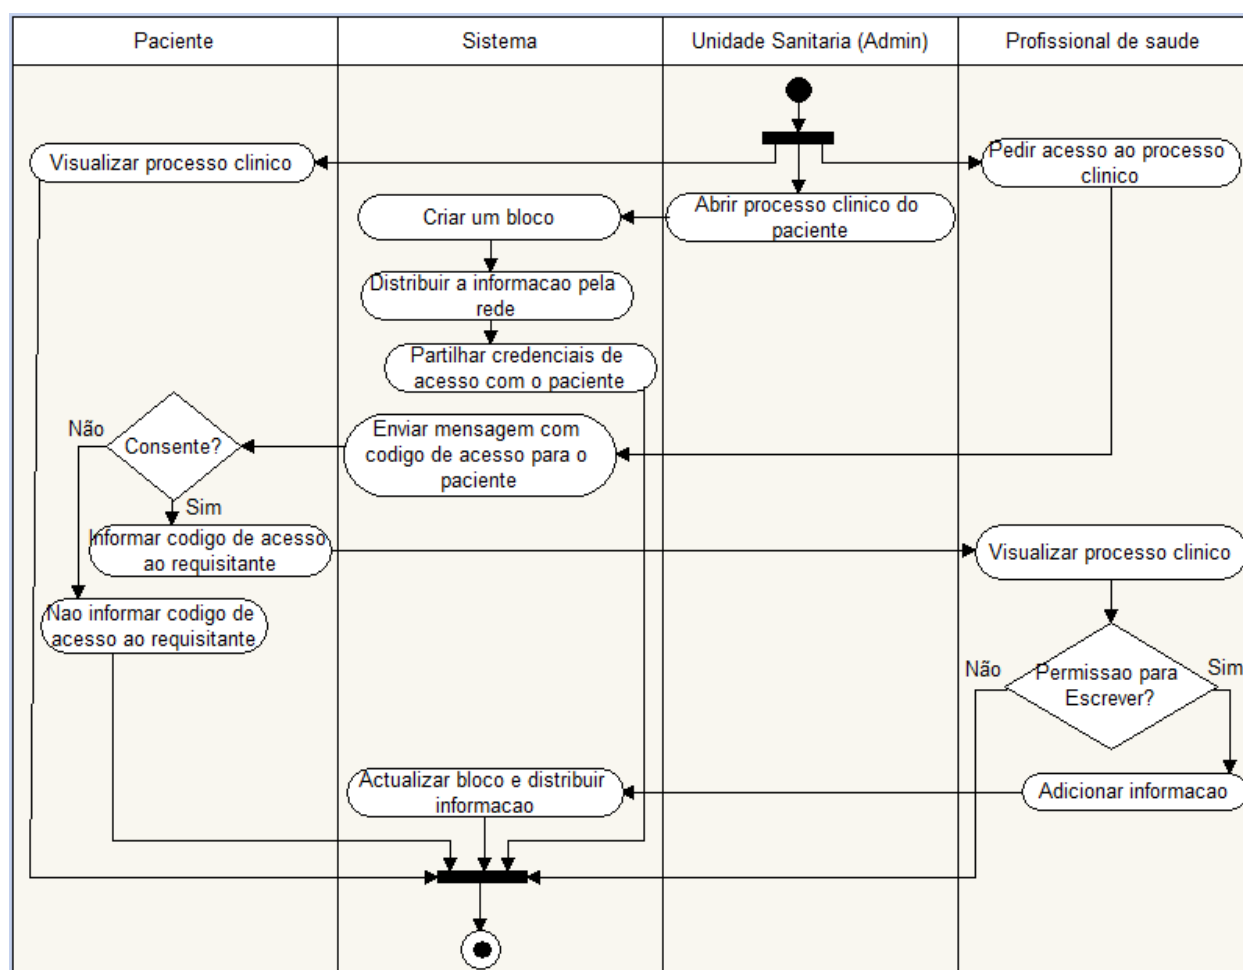 Paciente
Sistema
Unidade Sanitaria (Admin)
Profissional de saude
Visualizar processo clinico
Pedir acesso ao processo
clinico
Criar um bloco
Abrir processo clinico do
paciente
Distribuir a informacao pela
rede
Partilhar credenciais de
acesso com o paciente
Não
Consente?
Enviar mensagem com
codigo de acesso para o
paciente
Sim
Informar codigo de acesso
ao requisitante
Visualizar processo clinico
Nao informar codigo de
acesso ao requisitante
Não
Permissao para
Escrever?
Sim
Actualizar bloco e distribuir
informacao
Adicionar informacao